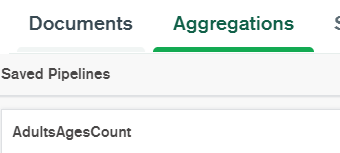 Documents Aggregations S
Saved Pipelines
AdultsAgesCount